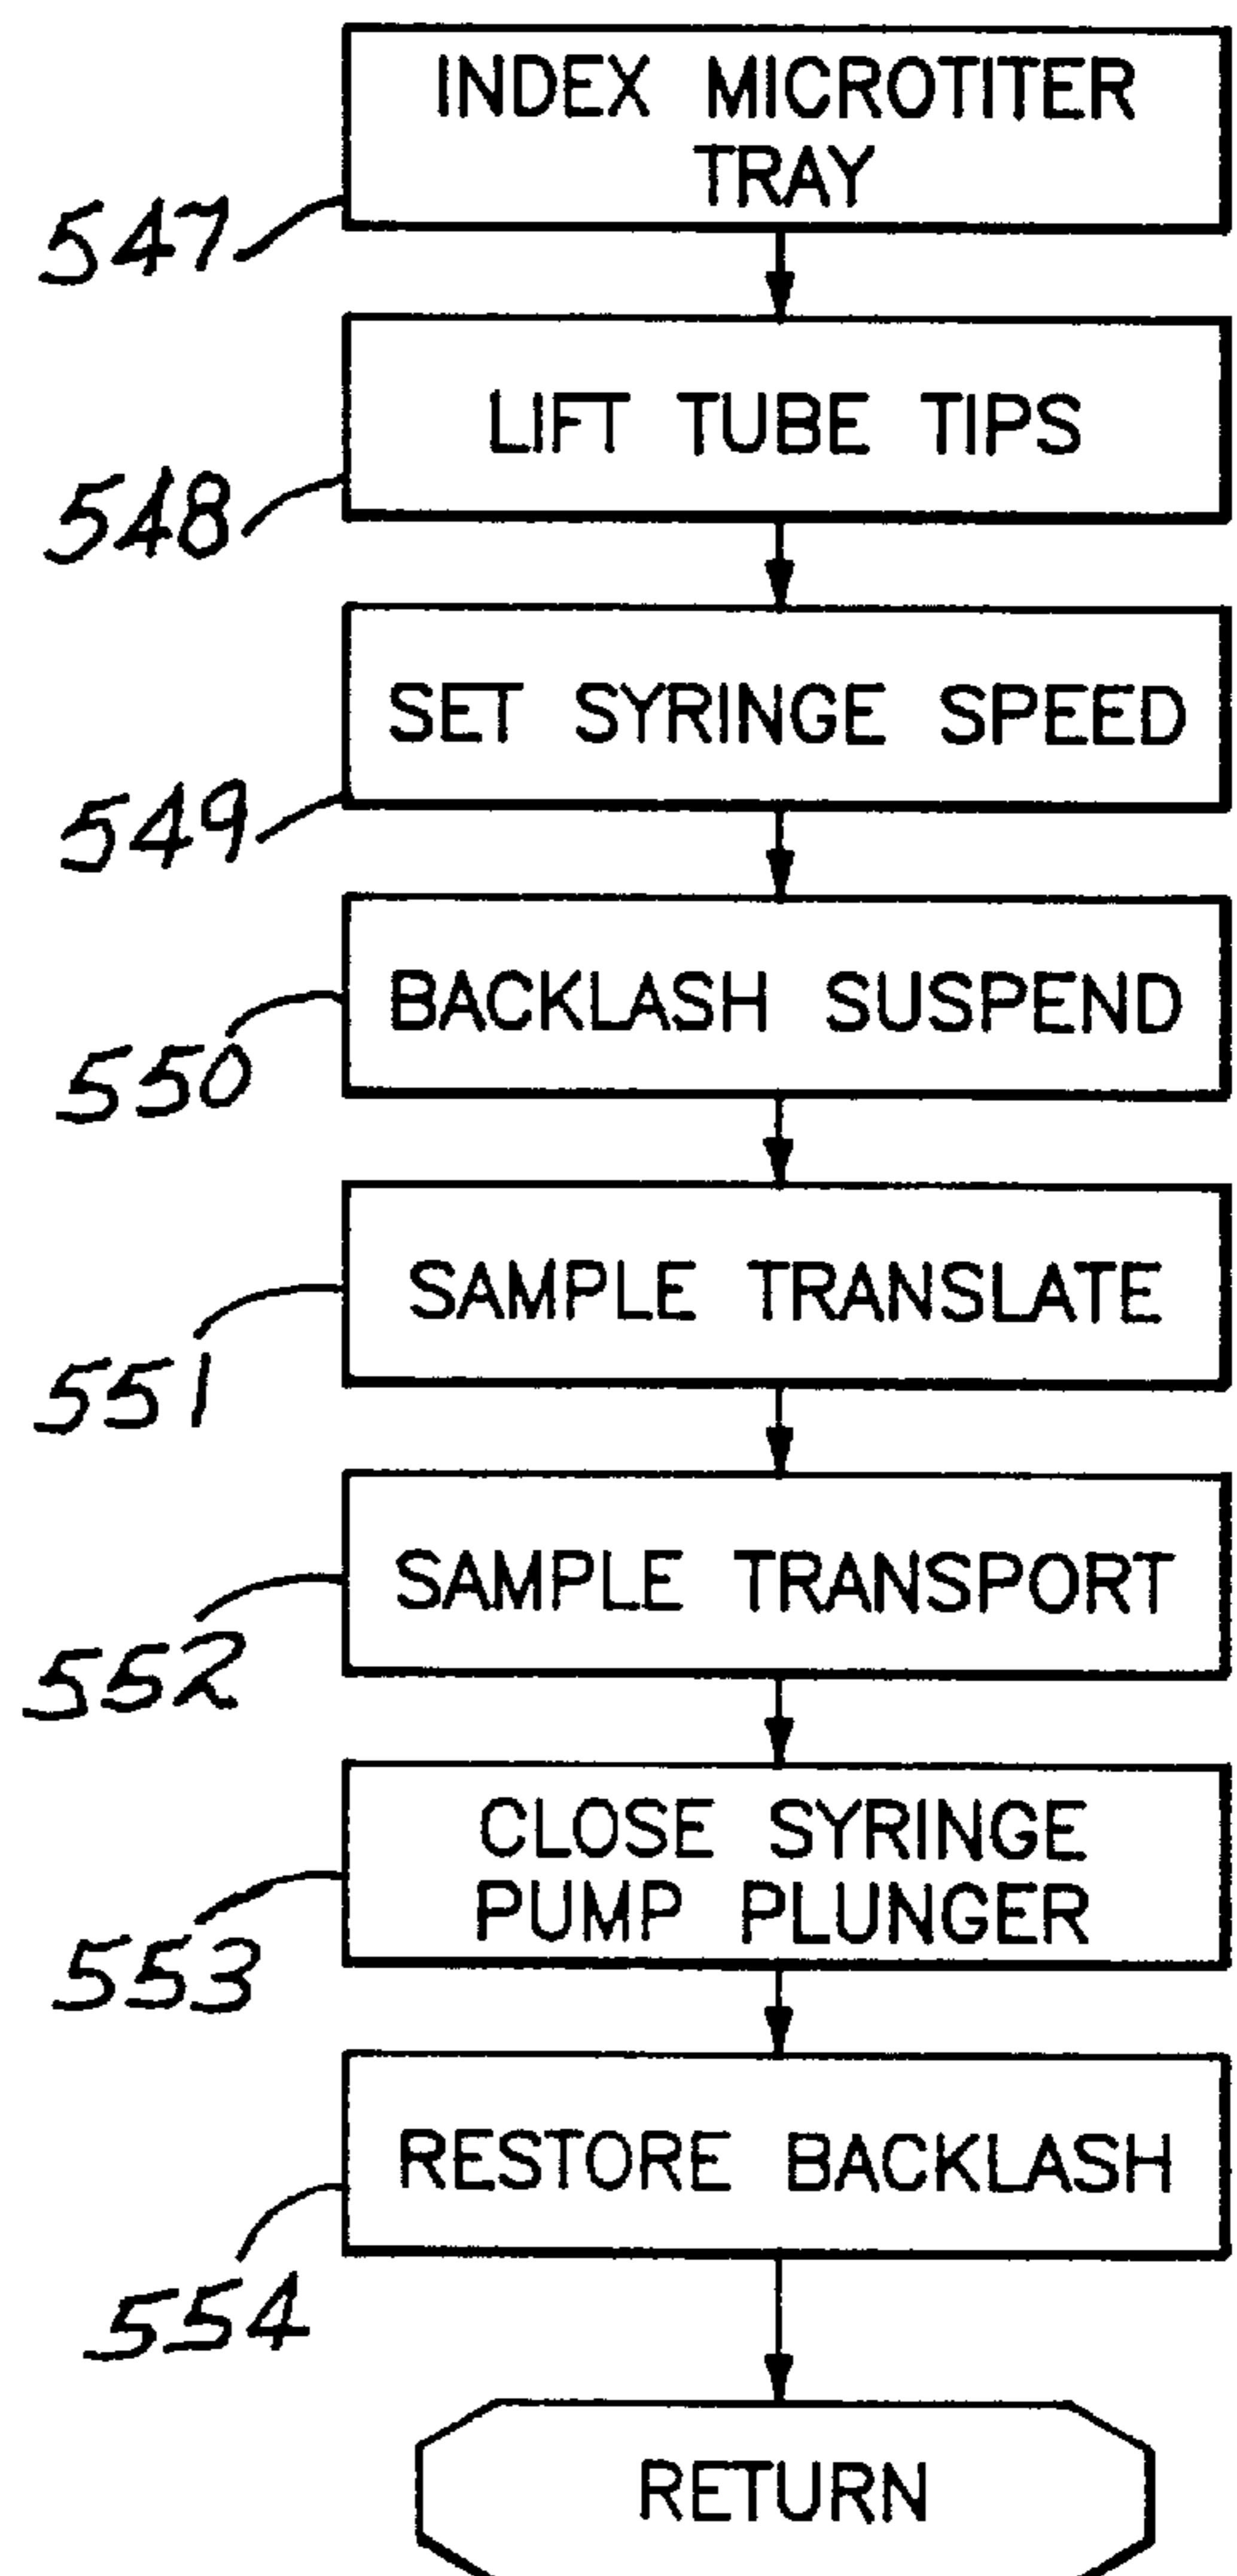 INDEX MICROTITER
TRAY
547
LIFT TUBE TIPS
548
SET SYRINGE SPEED
549
BACKLASH SUSPEND
550
SAMPLE TRANSLATE
551
SAMPLE TRANSPORT
552
CLOSE SYRINGE
PUMP PLUNGER
553
RESTORE BACKLASH
554
RETURN